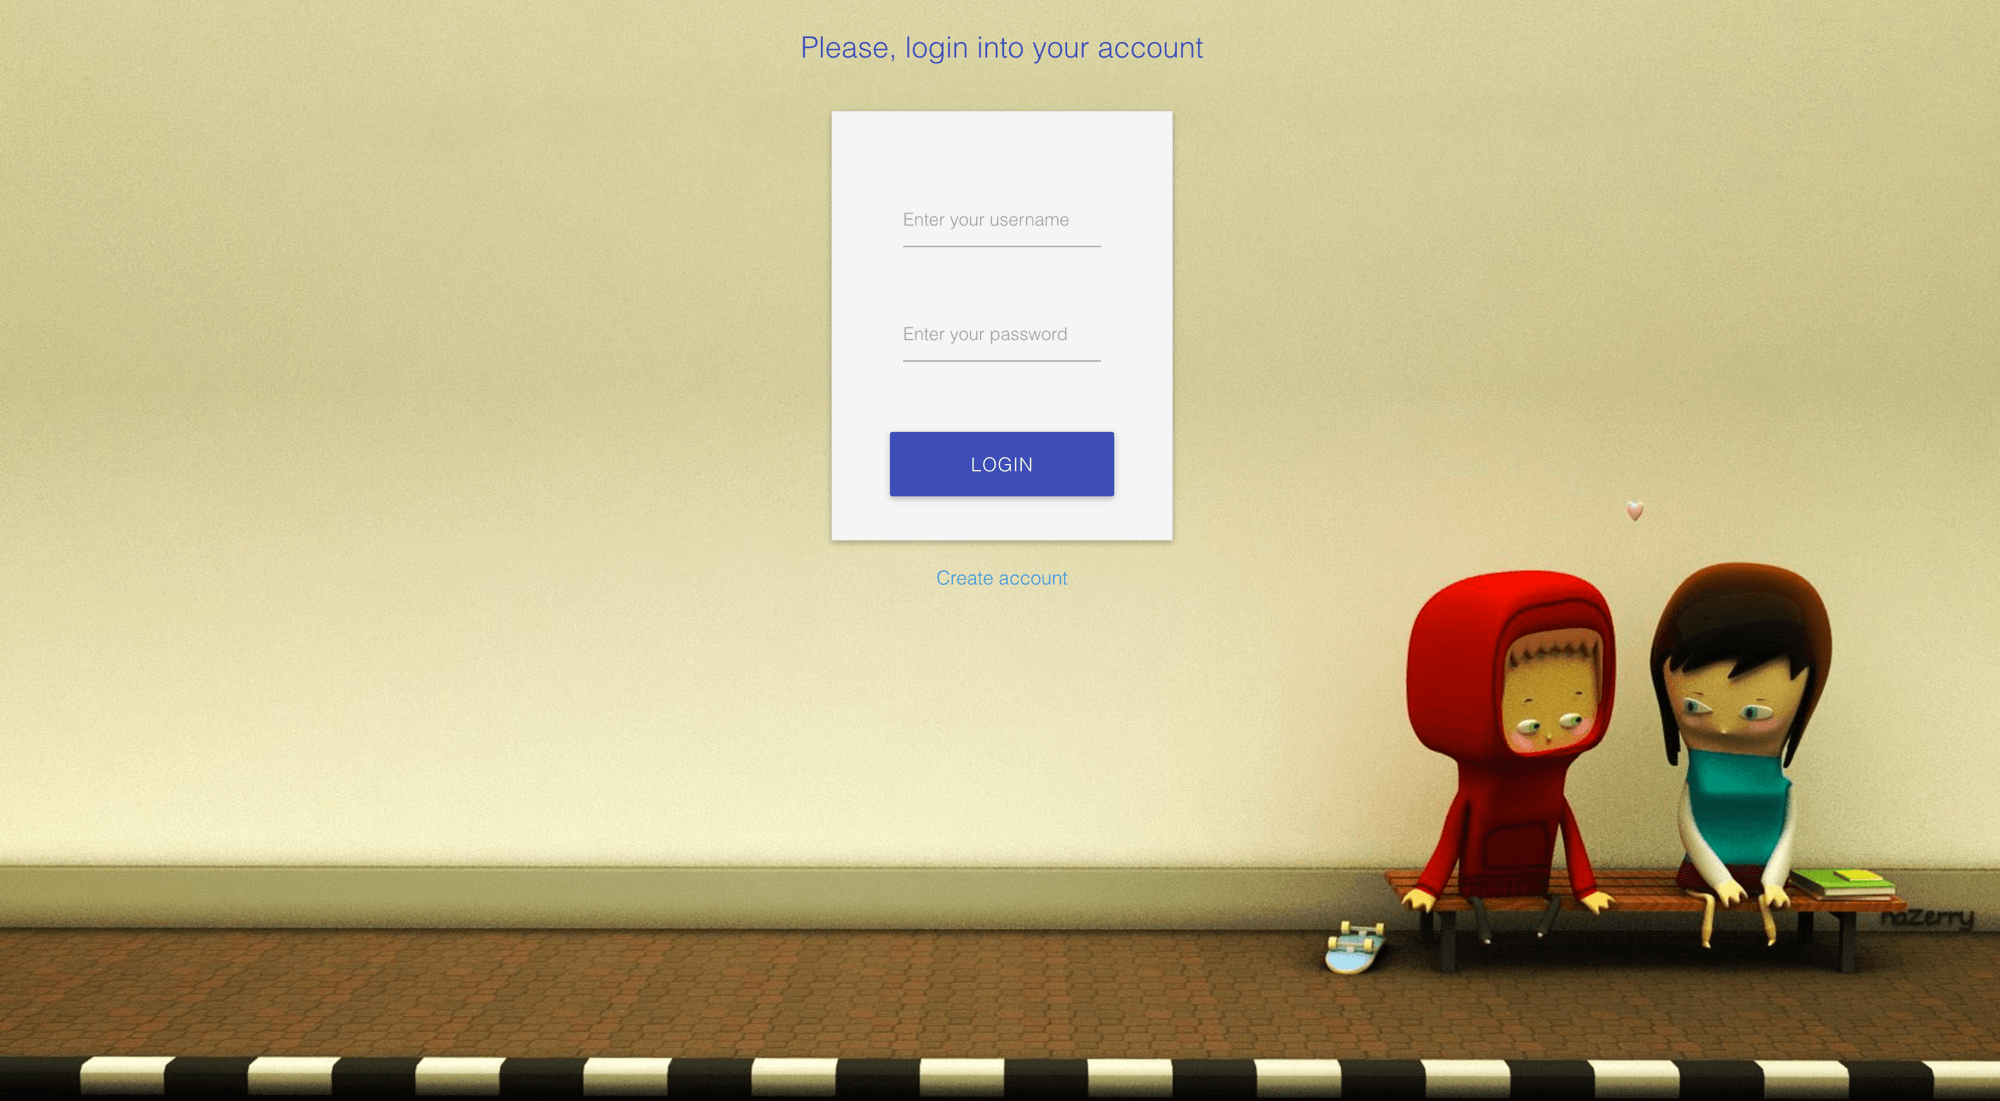 Please, login into your account
Enter your username
Enter your password
LOGIN
Create account
naZerry